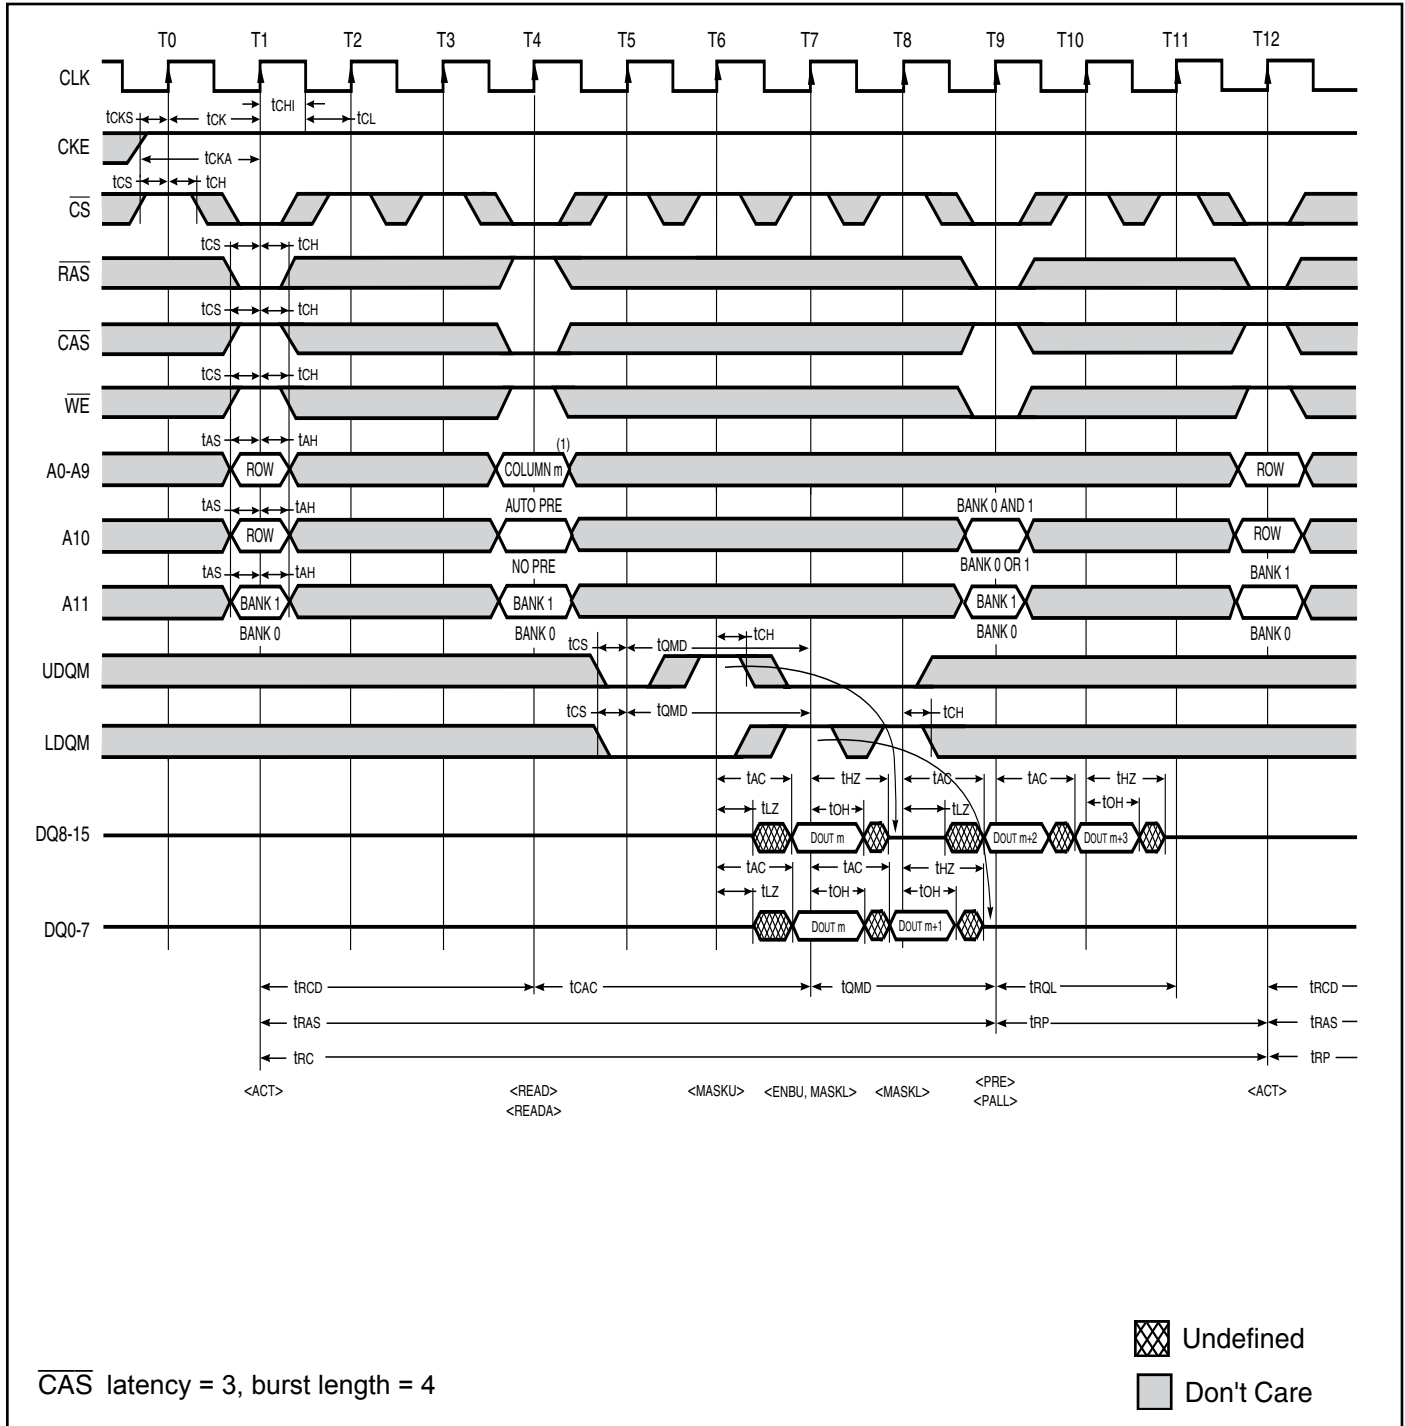 T0 T1 T2 T3 T4 T5 T6 T7 T8 T9 T10 T11 T12
CLK
tCHI
tCKS tCK tCL
CKE
tCKA
tCS tCH
CS
tCS tCH
RAS
tCS tCH
CAS
tCS tCH
WE
tAS tAH (1)
A0-A9 ROW COLUMN m ROW
tAS tAH AUTO PRE BANK 0 AND 1
A10 ROW ROW
NO PRE BANK 0 OR 1
tAS tAH BANK 1
A11 BANK 1 BANK 1 BANK 1
BANK 0 BANK 0 BANK 0 BANK 0
tCS tQMD tCH
UDQM
tCS tQMD tCH
LDQM
tAC tHZ tAC tAC tHZ
tLZ tOH tLZ tOH
DQ8-15 DOUT m DOUT m+2 DOUT m+3
tAC tAC tHZ
tLZ tOH tOH
DQ0-7 DOUT m DOUT m+1
tRCD tCAC tQMD tRQL tRCD
tRAS tRP tRAS
tRC tRP
<ACT> <READ> <MASKU> <ENBU, MASKL> <MASKL> <PRE> <ACT>
<READA> <PALL>
Undefined
CAS latency = 3, burst length = 4
Don't Care